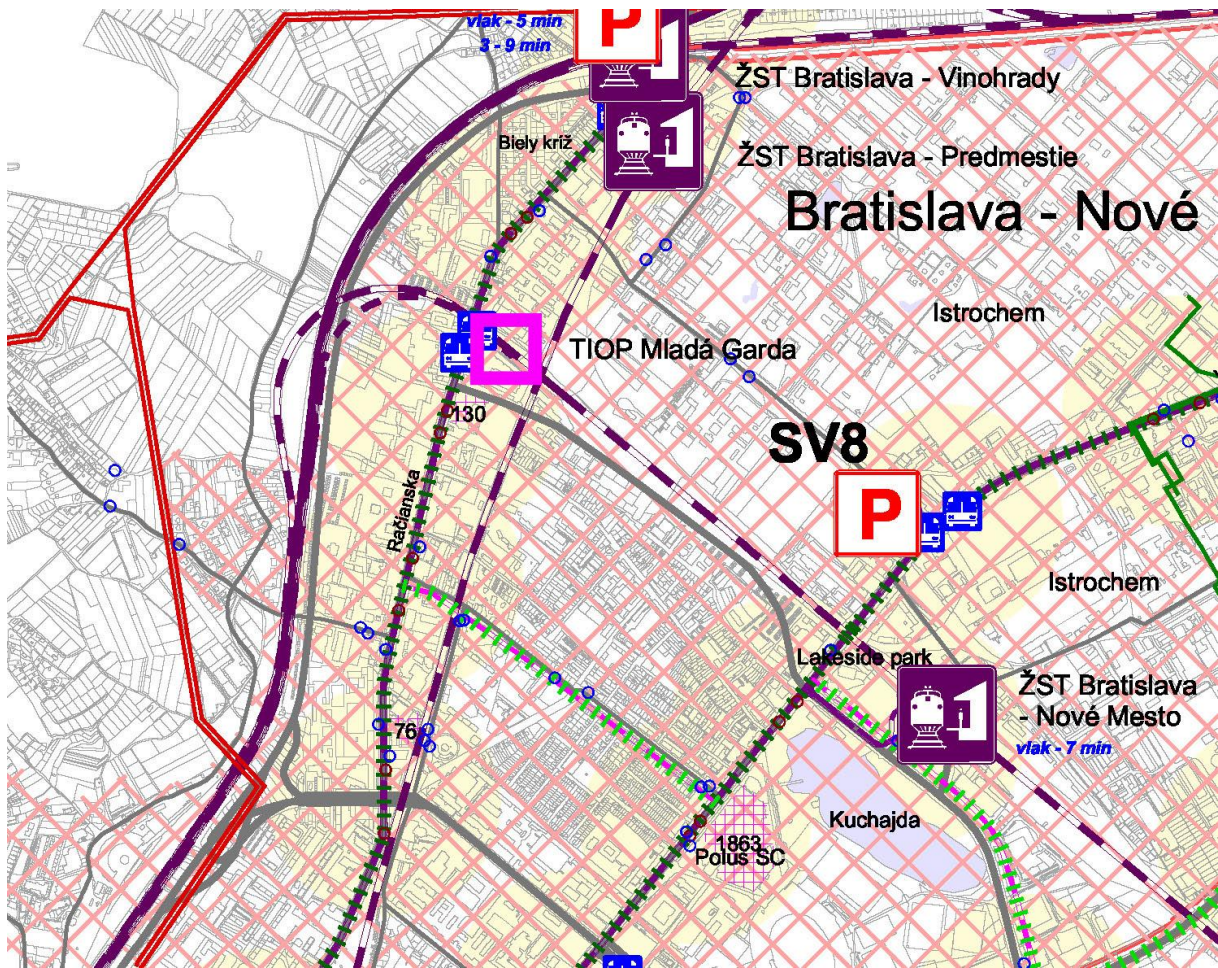 vlak - 5 min
3 - 9 min
P
ŽST Bratislava - Vinohrady
Biely kríž
ŽST Bratislava - Predmestie
Bratislava - Nové
Istrochem
TIOP Mladá Garda
130
SV8
P
Račianska
Istrochem
Lakeside park
ŽST Bratislava
- Nové Mesto
vlak - 7 min
76
Kuchajda
1863
Polus SC